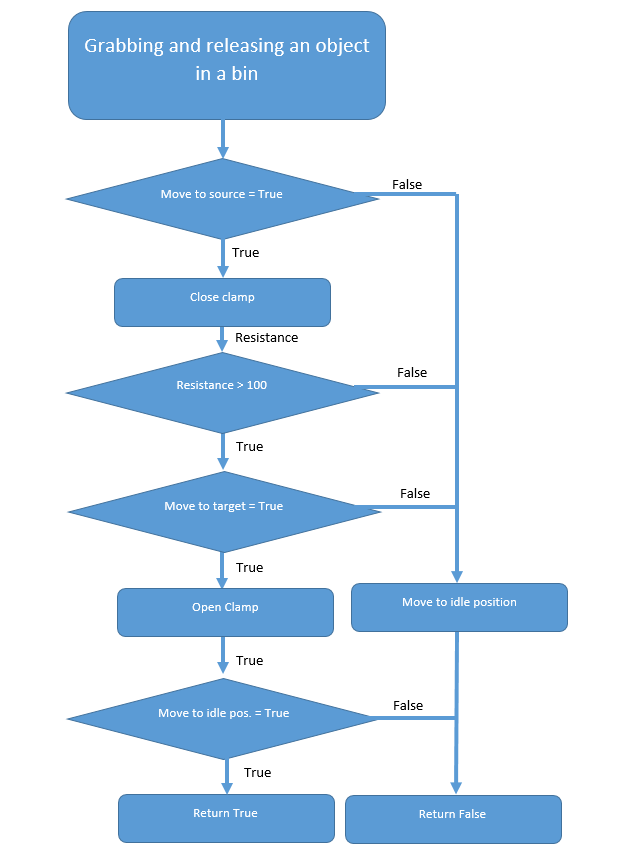 Grabbing and releasing an object
in a bin
Move to source = True
False
True
Close clamp
Resistance
Resistance > 100
False
True
Move to target = True
False
True
Open Clamp
Move to idle position
True
Move to idle pos. = True
False
True
Return True
Return False